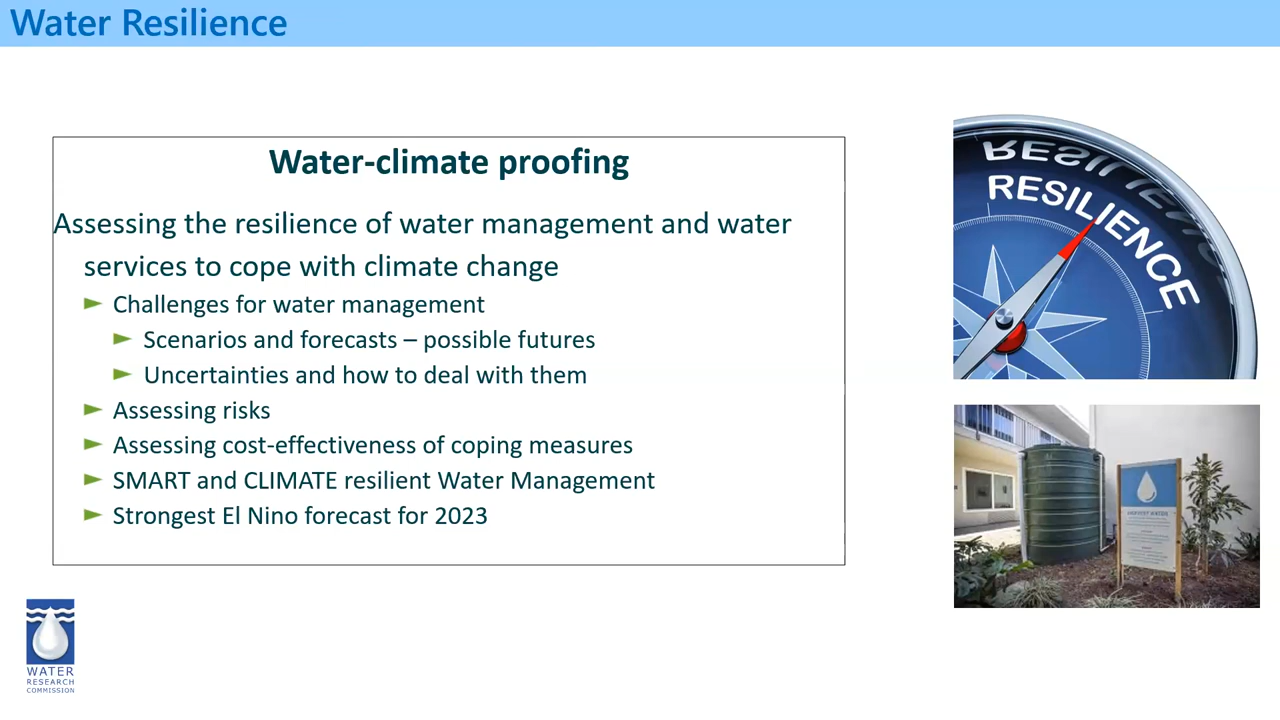 Water Resilience
Water-climate proofing
Assessing the resilience of water management and water
services to cope with climate change
Challenges for water management
Scenarios and forecasts – possible futures
Uncertainties and how to deal with them
Assessing risks
Assessing cost-effectiveness of coping measures
SMART and CLIMATE resilient Water Management
Strongest El Nino forecast for 2023
RESILIENCE
WATER
RESEARCH
COMMISSION